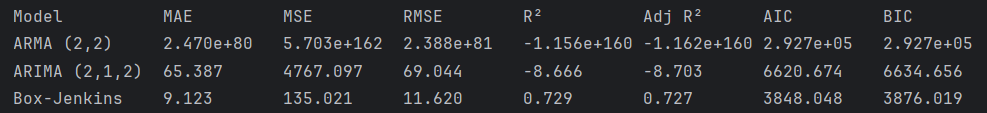 Model MAE MSE RMSE R² Adj R² AIC BIC
ARMA (2,2) 2.470e+80 5.703e+162 2.388e+81 -1.156e+160 -1.162e+160 2.927e+05 2.927e+05
ARIMA (2,1,2) 65.387 4767.097 69.044 -8.666 -8.703 6620.674 6634.656
Box-Jenkins 9.123 135.021 11.620 0.729 0.727 3848.048 3876.019